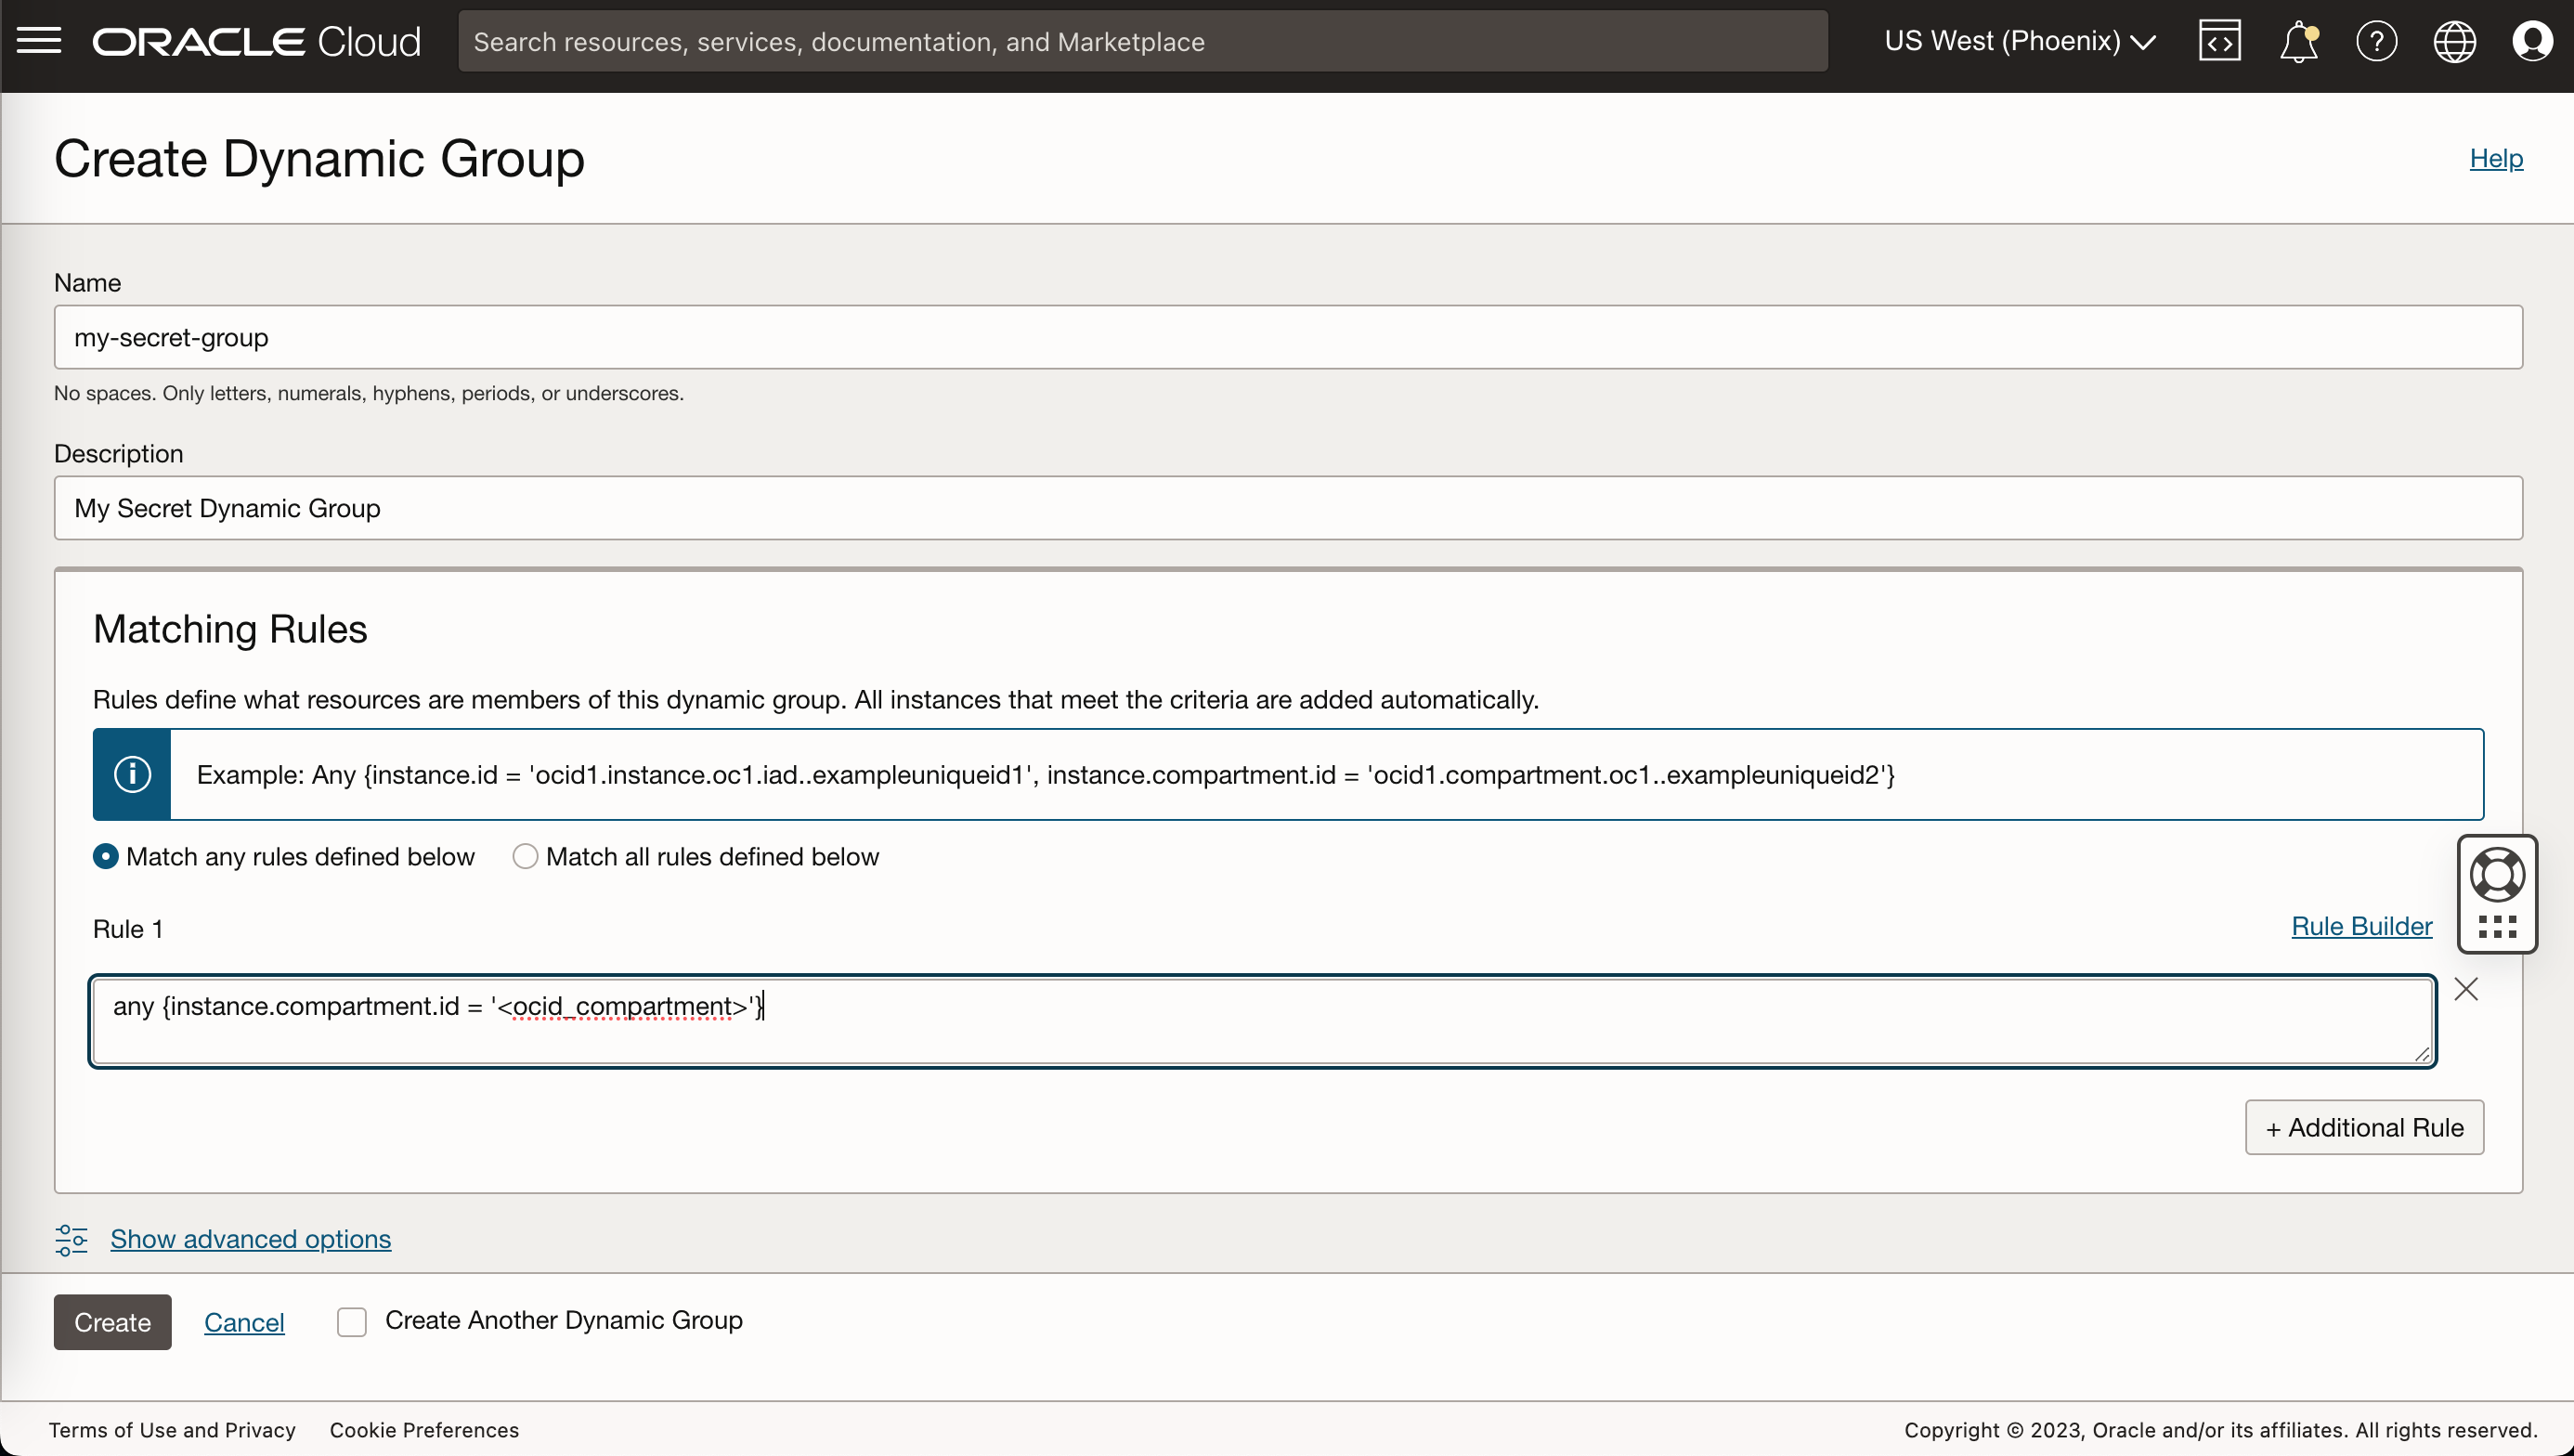 ORACLE Cloud
Search resources, services, documentation, and Marketplace
US West (Phoenix)
Create Dynamic Group
Help
Name
my-secret-group
No spaces. Only letters, numerals, hyphens, periods, or underscores.
Description
My Secret Dynamic Group
Matching Rules
Rules define what resources are members of this dynamic group. All instances that meet the criteria are added automatically.
Example: Any {instance.id = 'ocid1.instance.oc1.iad..exampleuniqueid1', instance.compartment.id = 'ocid1.compartment.oc1..exampleuniqueid2'}
Match any rules defined below
Match all rules defined below
Rule 1
Rule Builder
any {instance.compartment.id = '<ocid_compartment>'}
+ Additional Rule
Show advanced options
Create
Cancel
Create Another Dynamic Group
Terms of Use and Privacy
Cookie Preferences
Copyright © 2023, Oracle and/or its affiliates. All rights reserved.